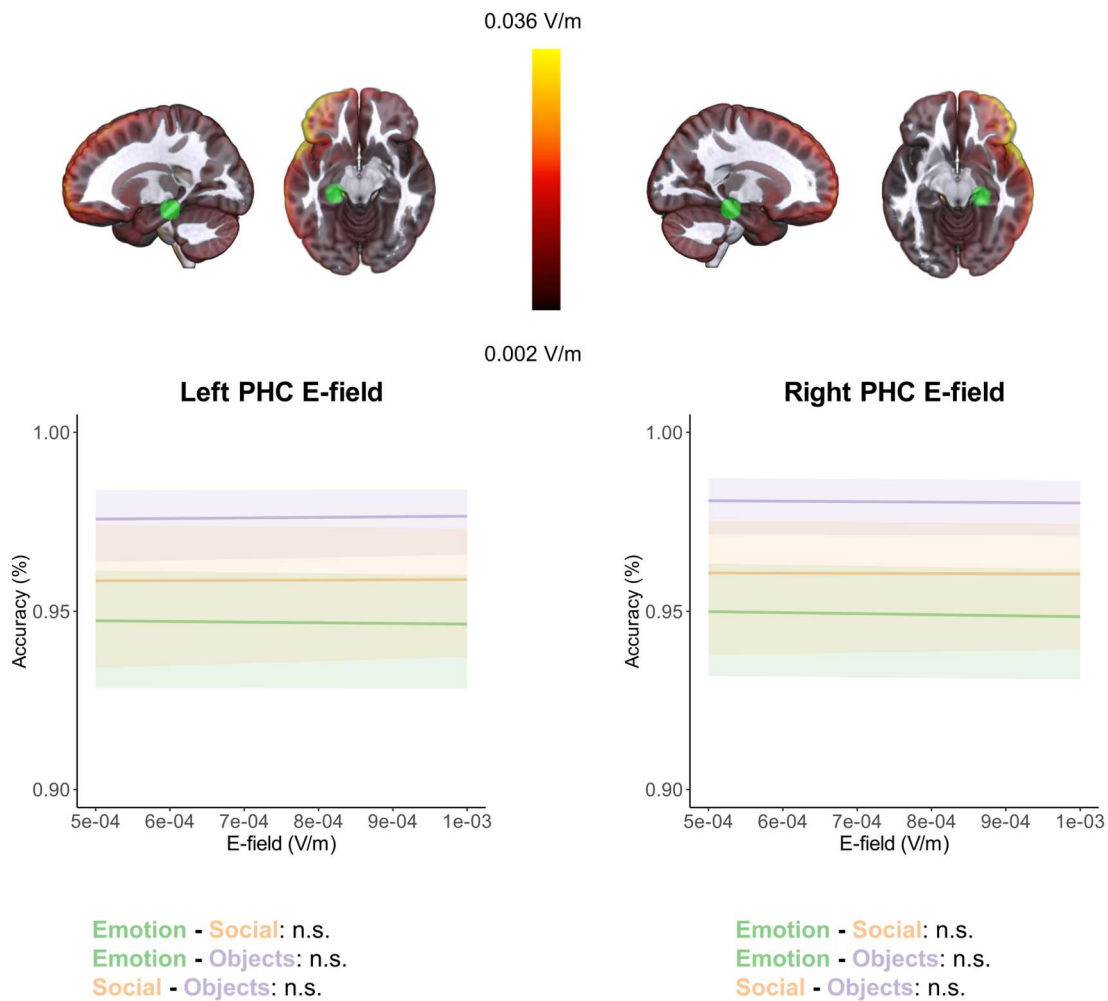 0.036 V/m
0.002 V/m
Left PHC E-field
1.00
0.95
0.90
Accuracy (%)
5e-04 6e-04 7e-04 8e-04 9e-04 1e-03
E-field (V/m)
Emotion - Social: n.s.
Emotion - Objects: n.s.
Social - Objects: n.s.
Right PHC E-field
1.00
0.95
0.90
Accuracy (%)
5e-04 6e-04 7e-04 8e-04 9e-04 1e-03
E-field (V/m)
Emotion - Social: n.s.
Emotion - Objects: n.s.
Social - Objects: n.s.